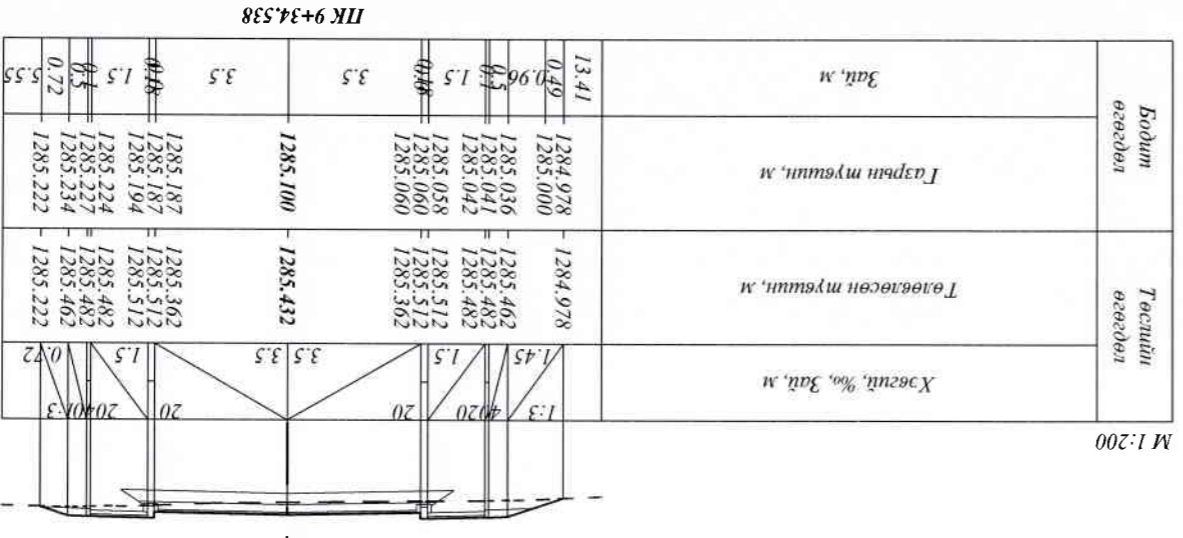 М 1:200
Төслийн өгөгдөл
Хэвгий, ‰, Зай, м
1:3 40 20 20 20 20 40 1:3
1.45 1.5 3.5 3.5 1.5 0.72
Төлөвлөсөн түвшин, м
1284.978 1285.462 1285.482 1285.482 1285.512 1285.512 1285.362 1285.432 1285.362 1285.512 1285.512 1285.482 1285.482 1285.462 1285.222
Бодит өгөгдөл
Газрын түвшин, м
1284.978 1285.000 1285.036 1285.041 1285.042 1285.058 1285.060 1285.060 1285.100 1285.187 1285.187 1285.194 1285.224 1285.227 1285.234 1285.222
Зай, м
13.41 0.49 0.96 0.5 0.1 1.5 0.18 3.5 3.5 0.18 1.5 0.1 0.5 0.72 5.55
ПК 9+34.538